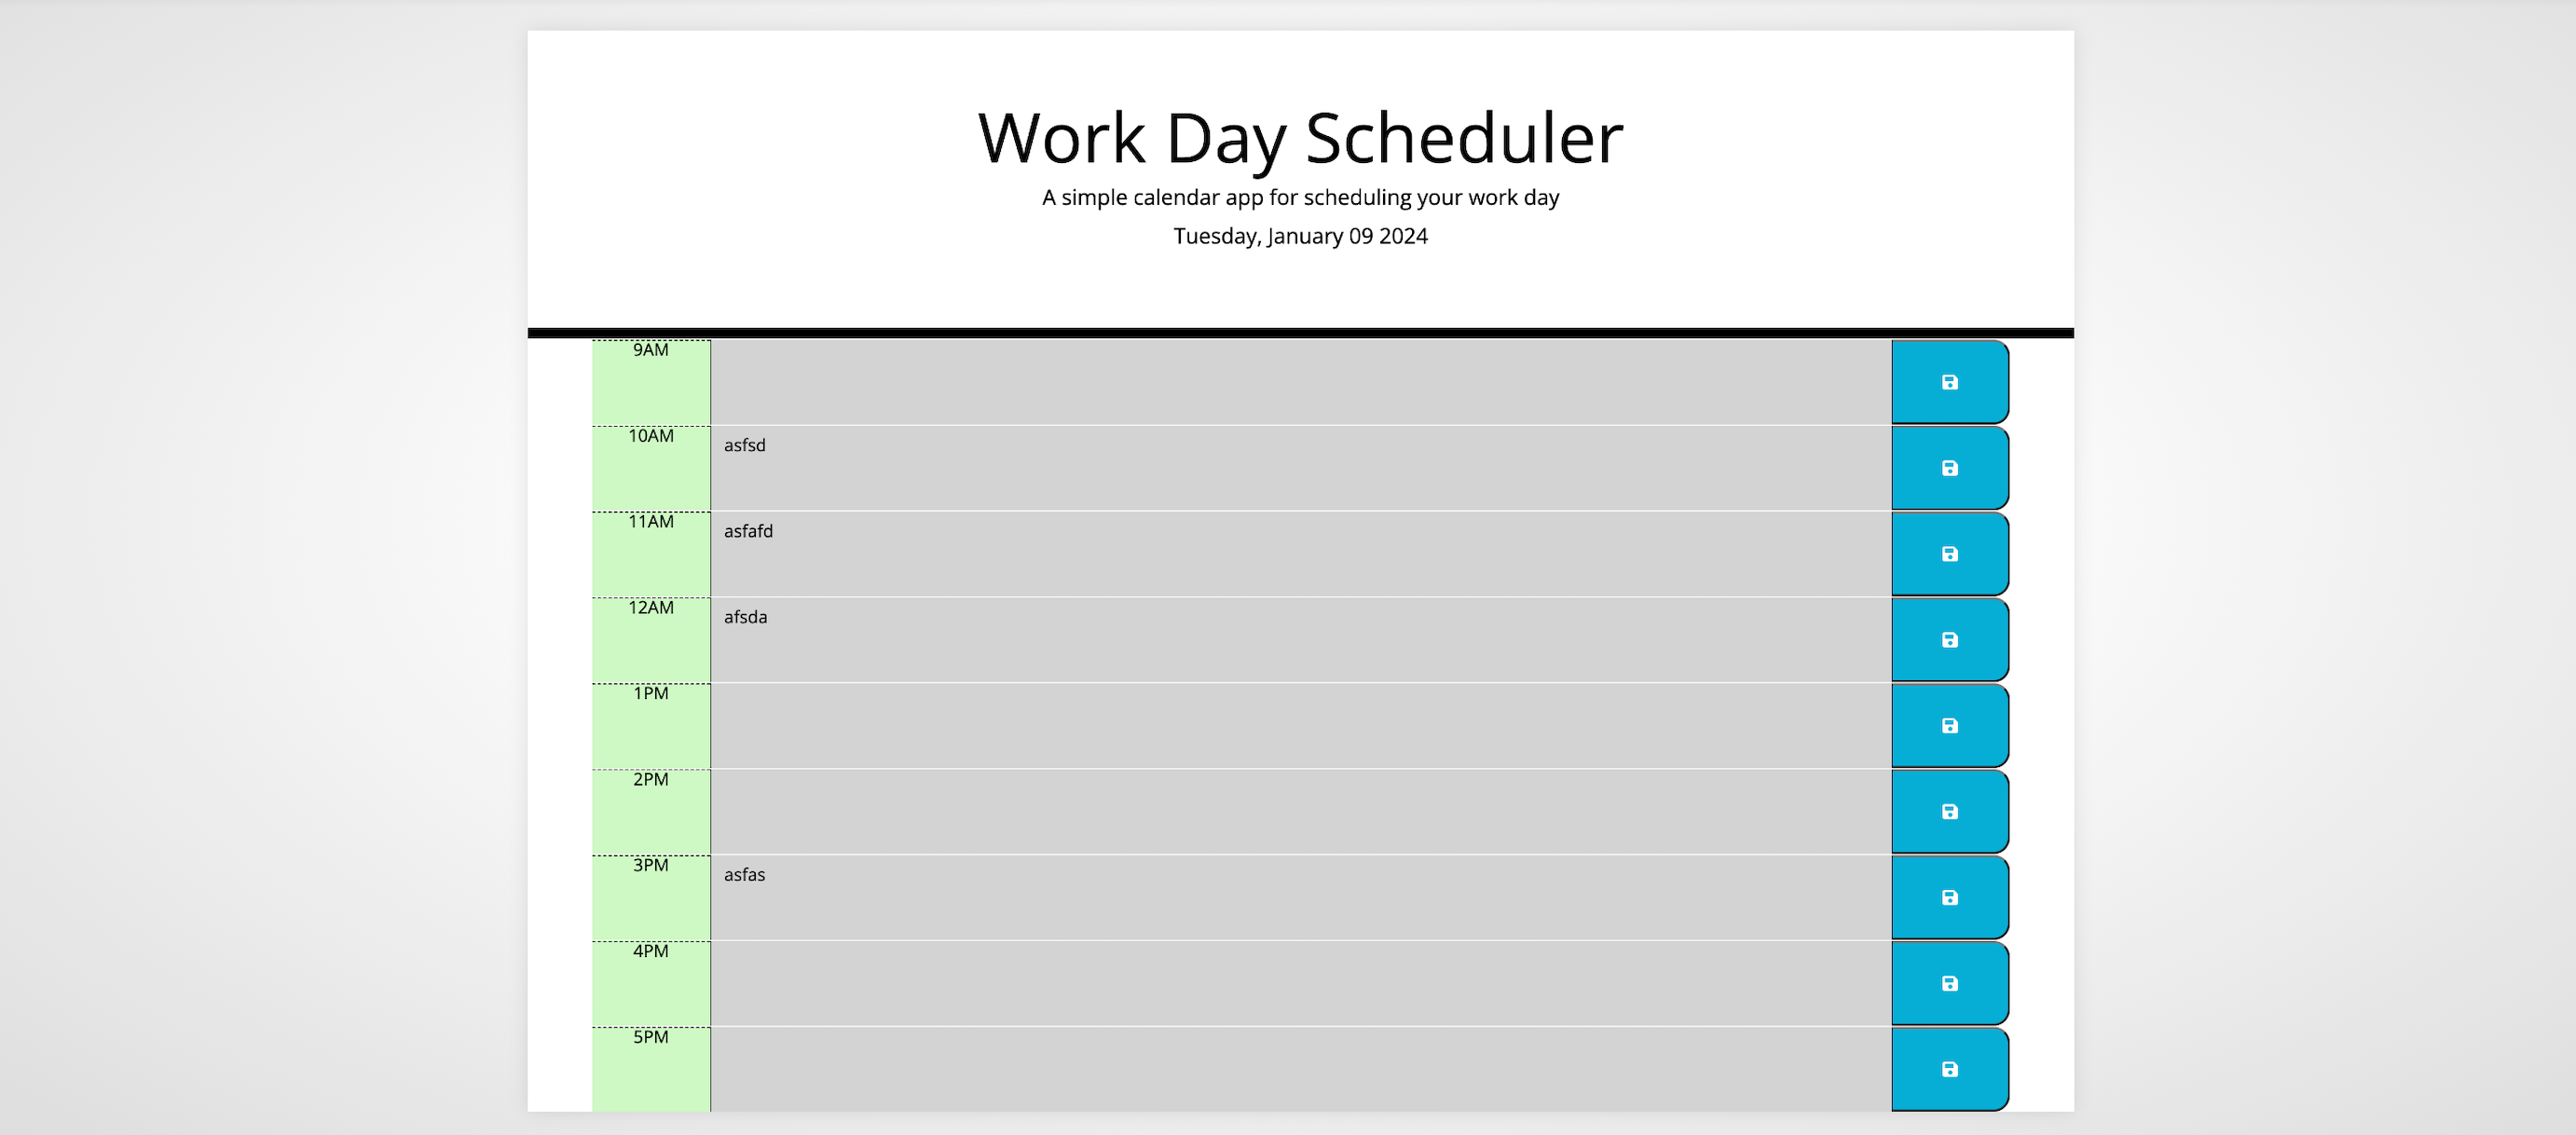 Work Day Scheduler
A simple calendar app for scheduling your work day
Tuesday, January 09 2024
9AM
10AM asfsd
11AM asfafd
12AM afsda
1PM
2PM
3PM asfas
4PM
5PM